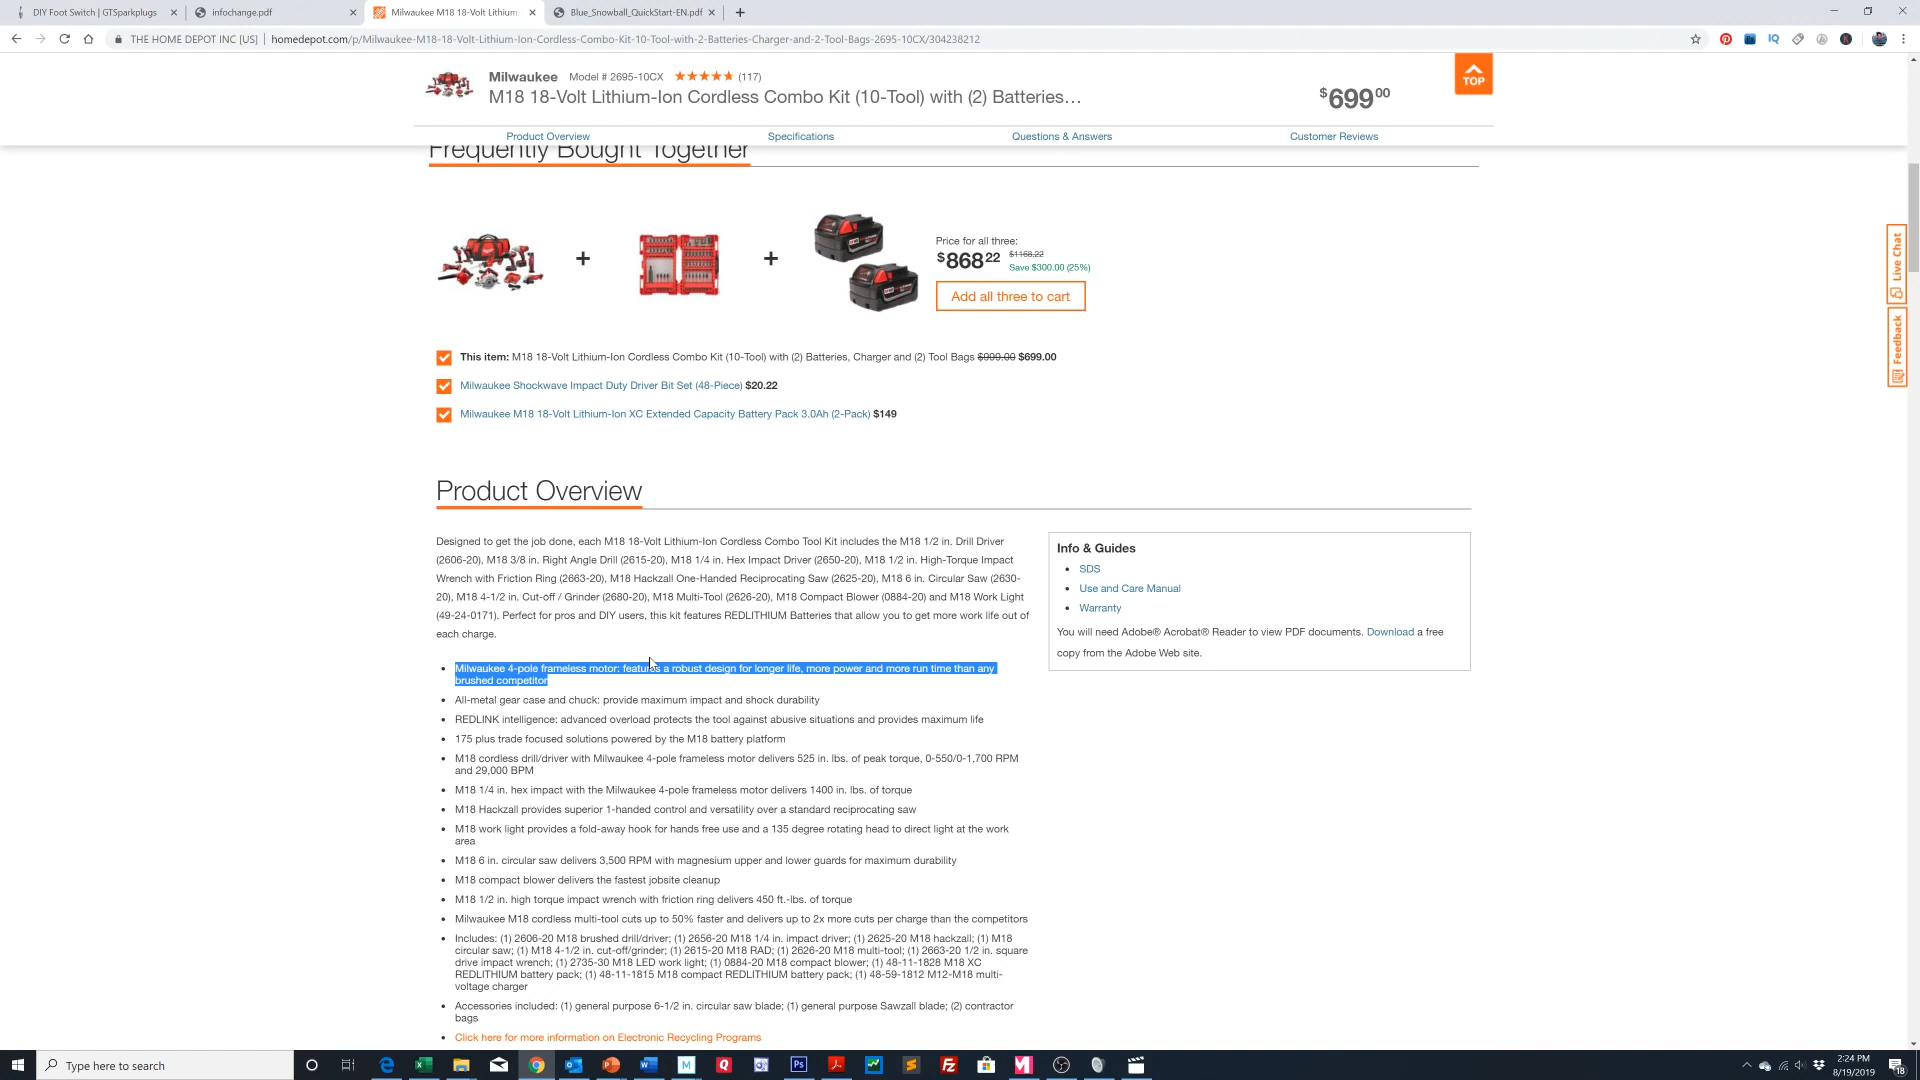 DIY Foot Switch | GTSparkplugs
infochange.pdf
Milwaukee M18 18-Volt Lithium
Blue_Snowball_QuickStart-EN.pdf
THE HOME DEPOT INC [US] | homedepot.com/p/Milwaukee-M18-18-Volt-Lithium-Ion-Cordless-Combo-Kit-10-Tool-with-2-Batteries-Charger-and-2-Tool-Bags-2695-10CX/304238212
Milwaukee Model # 2695-10CX (117)
M18 18-Volt Lithium-Ion Cordless Combo Kit (10-Tool) with (2) Batteries…
$699 00
TOP
Product Overview
Specifications
Questions & Answers
Customer Reviews
Frequently Bought Together
+
+
Price for all three:
$868 22 $1168.22
Save $300.00 (25%)
Add all three to cart
Live Chat
Feedback
This item: M18 18-Volt Lithium-Ion Cordless Combo Kit (10-Tool) with (2) Batteries, Charger and (2) Tool Bags $999.00 $699.00
Milwaukee Shockwave Impact Duty Driver Bit Set (48-Piece) $20.22
Milwaukee M18 18-Volt Lithium-Ion XC Extended Capacity Battery Pack 3.0Ah (2-Pack) $149
Product Overview
Designed to get the job done, each M18 18-Volt Lithium-Ion Cordless Combo Tool Kit includes the M18 1/2 in. Drill Driver
(2606-20), M18 3/8 in. Right Angle Drill (2615-20), M18 1/4 in. Hex Impact Driver (2650-20), M18 1/2 in. High-Torque Impact
Wrench with Friction Ring (2663-20), M18 Hackzall One-Handed Reciprocating Saw (2625-20), M18 6 in. Circular Saw (2630-
20), M18 4-1/2 in. Cut-off / Grinder (2680-20), M18 Multi-Tool (2626-20), M18 Compact Blower (0884-20) and M18 Work Light
(49-24-0171). Perfect for pros and DIY users, this kit features REDLITHIUM Batteries that allow you to get more work life out of
each charge.
• Milwaukee 4-pole frameless motor: features a robust design for longer life, more power and more run time than any
brushed competitor
• All-metal gear case and chuck: provide maximum impact and shock durability
• REDLINK intelligence: advanced overload protects the tool against abusive situations and provides maximum life
• 175 plus trade focused solutions powered by the M18 battery platform
• M18 cordless drill/driver with Milwaukee 4-pole frameless motor delivers 525 in. lbs. of peak torque, 0-550/0-1,700 RPM
and 29,000 BPM
• M18 1/4 in. hex impact with the Milwaukee 4-pole frameless motor delivers 1400 in. lbs. of torque
• M18 Hackzall provides superior 1-handed control and versatility over a standard reciprocating saw
• M18 work light provides a fold-away hook for hands free use and a 135 degree rotating head to direct light at the work
area
• M18 6 in. circular saw delivers 3,500 RPM with magnesium upper and lower guards for maximum durability
• M18 compact blower delivers the fastest jobsite cleanup
• M18 1/2 in. high torque impact wrench with friction ring delivers 450 ft.-lbs. of torque
• Milwaukee M18 cordless multi-tool cuts up to 50% faster and delivers up to 2x more cuts per charge than the competitors
• Includes: (1) 2606-20 M18 brushed drill/driver; (1) 2656-20 M18 1/4 in. impact driver; (1) 2625-20 M18 hackzall; (1) M18
circular saw; (1) M18 4-1/2 in. cut-off/grinder; (1) 2615-20 M18 RAD; (1) 2626-20 M18 multi-tool; (1) 2663-20 1/2 in. square
drive impact wrench; (1) 2735-30 M18 LED work light; (1) 0884-20 M18 compact blower; (1) 48-11-1828 M18 XC
REDLITHIUM battery pack; (1) 48-11-1815 M18 compact REDLITHIUM battery pack; (1) 48-59-1812 M12-M18 multi-
voltage charger
• Accessories included: (1) general purpose 6-1/2 in. circular saw blade; (1) general purpose Sawzall blade; (2) contractor
bags
• Click here for more information on Electronic Recycling Programs
Info & Guides
• SDS
• Use and Care Manual
• Warranty
You will need Adobe® Acrobat® Reader to view PDF documents. Download a free
copy from the Adobe Web site.
Type here to search
2:24 PM
8/19/2019
18